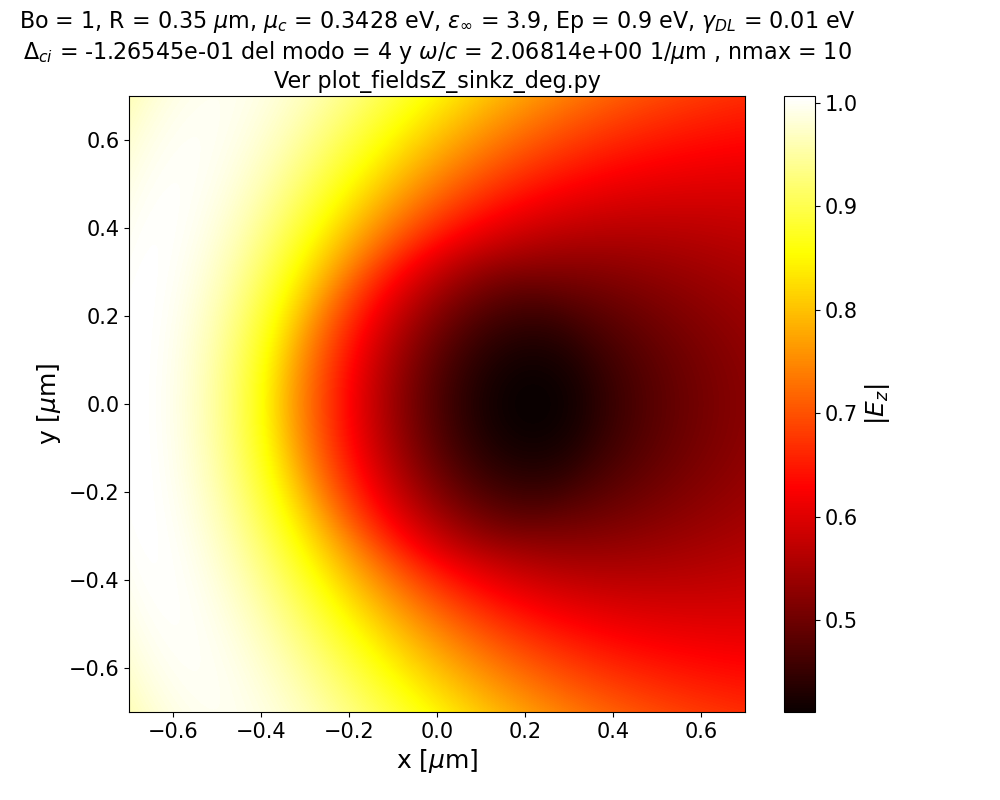 Bo = 1, R = 0.35 μm, μ_c = 0.3428 eV, ε_∞ = 3.9, Ep = 0.9 eV, γ_DL = 0.01 eV
Δ_ci = -1.26545e-01 del modo = 4 y ω/c = 2.06814e+00 1/μm , nmax = 10
Ver plot_fieldsZ_sinkz_deg.py
0.6
0.4
0.2
0.0
−0.2
−0.4
−0.6
y [μm]
−0.6 −0.4 −0.2 0.0 0.2 0.4 0.6
x [μm]
1.0
0.9
0.8
0.7
0.6
0.5
|E_z|